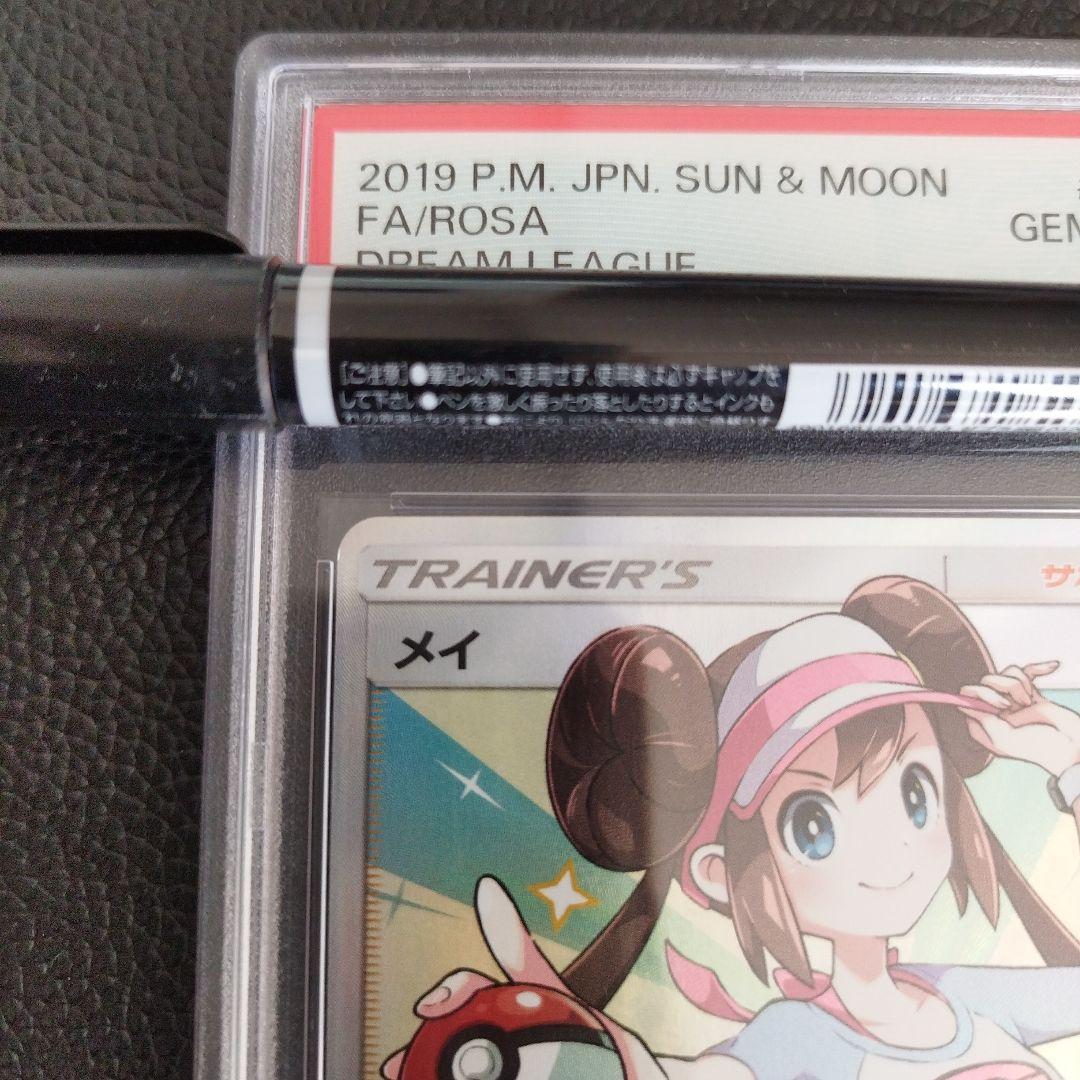 2019 P.M. JPN. SUN & MOON
FA/ROSA
GEM
DREAM LEAGUE
[ご注意]●筆記以外に使用せず、使用後は必ずキャップを
して下さい●ペンを激しく振ったり落としたりするとインクも
TRAINER'S
サ
メイ